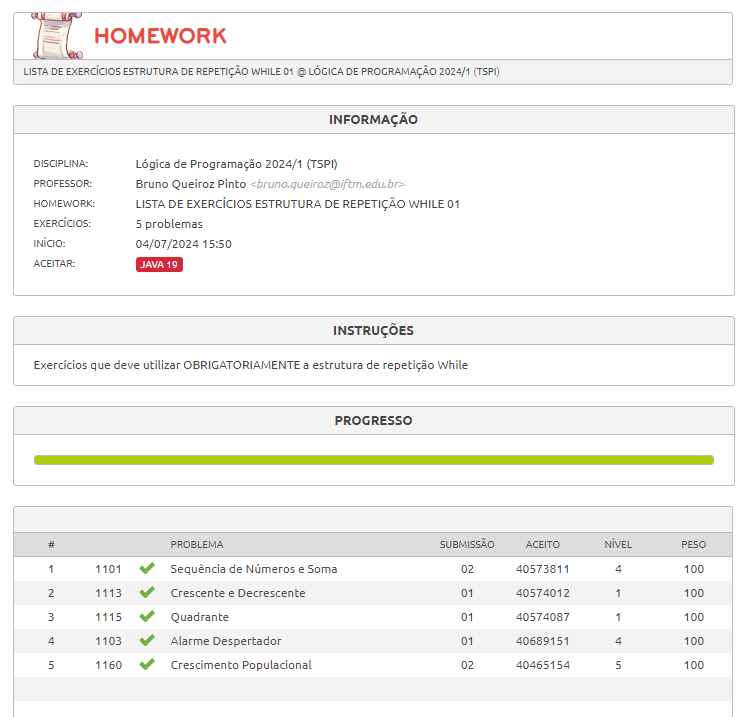 HOMEWORK
LISTA DE EXERCÍCIOS ESTRUTURA DE REPETIÇÃO WHILE 01 @ LÓGICA DE PROGRAMAÇÃO 2024/1 (TSPI)
INFORMAÇÃO
DISCIPLINA: Lógica de Programação 2024/1 (TSPI)
PROFESSOR: Bruno Queiroz Pinto <bruno.queiroz@iftm.edu.br>
HOMEWORK: LISTA DE EXERCÍCIOS ESTRUTURA DE REPETIÇÃO WHILE 01
EXERCÍCIOS: 5 problemas
INÍCIO: 04/07/2024 15:50
ACEITAR: JAVA 19
INSTRUÇÕES
Exercícios que deve utilizar OBRIGATORIAMENTE a estrutura de repetição While
PROGRESSO
# PROBLEMA SUBMISSÃO ACEITO NÍVEL PESO
1 1101 Sequência de Números e Soma 02 40573811 4 100
2 1113 Crescente e Decrescente 01 40574012 1 100
3 1115 Quadrante 01 40574087 1 100
4 1103 Alarme Despertador 01 40689151 4 100
5 1160 Crescimento Populacional 02 40465154 5 100